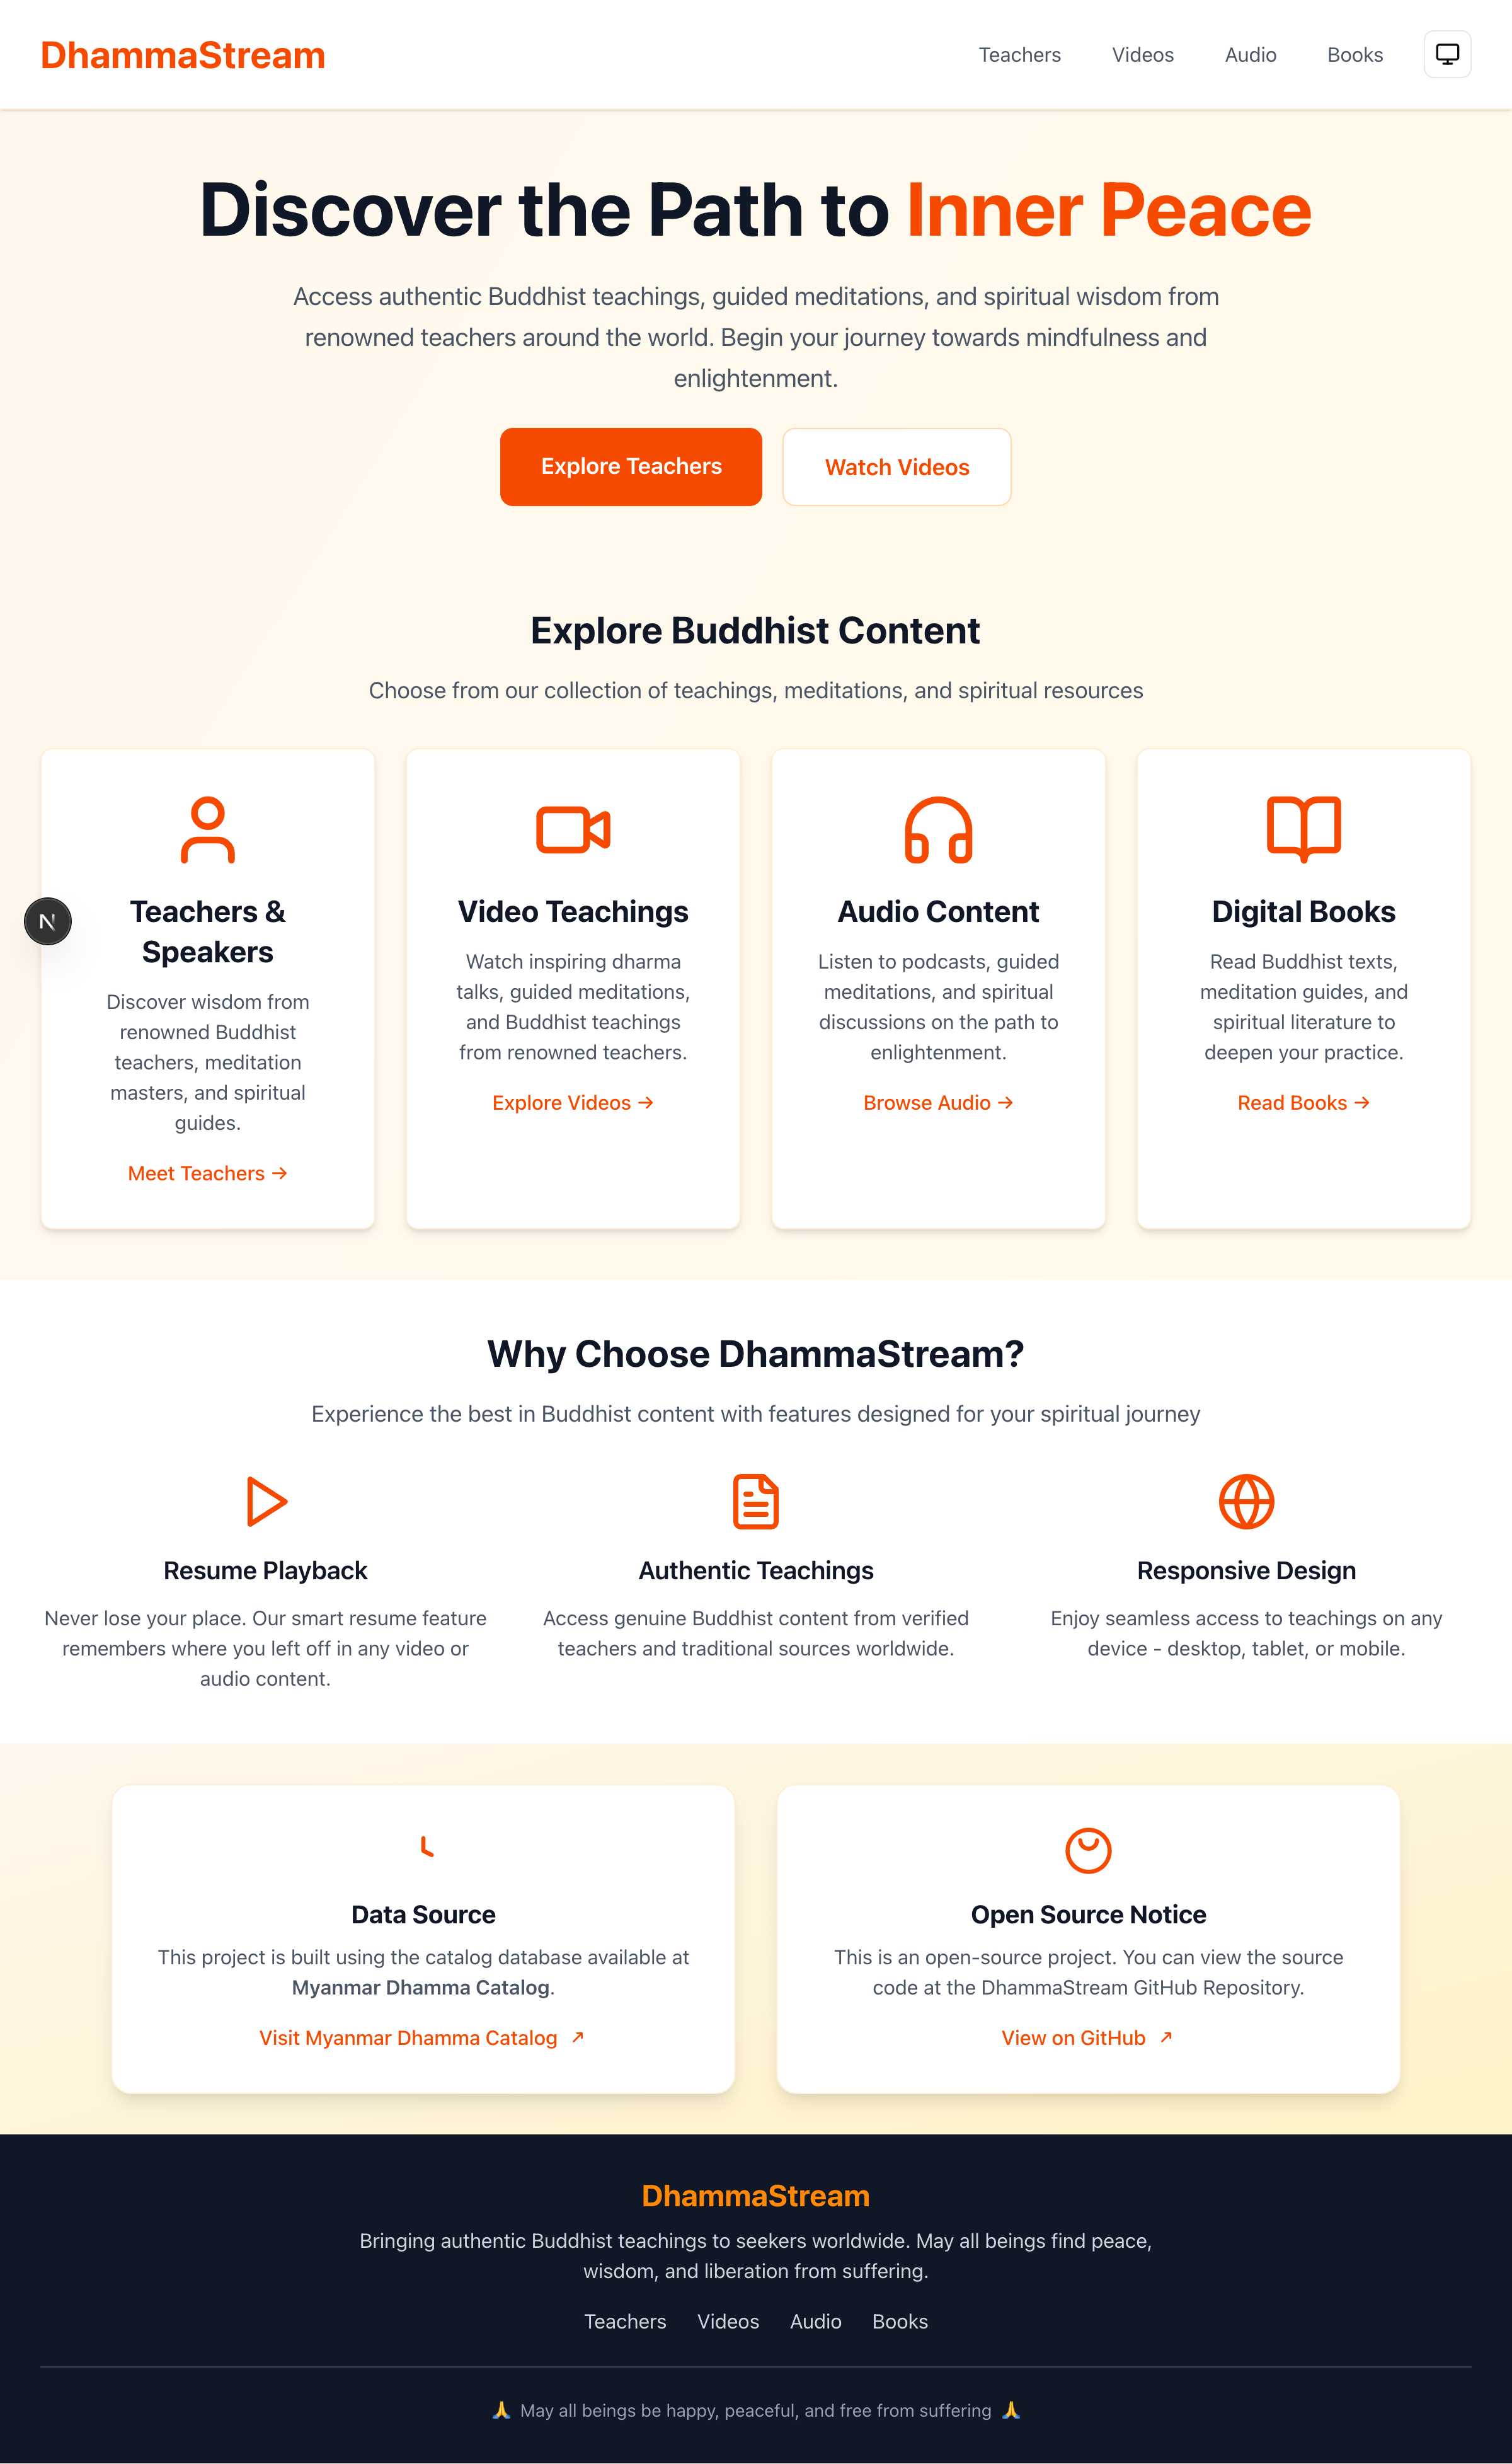 DhammaStream
Teachers Videos Audio Books
Discover the Path to Inner Peace
Access authentic Buddhist teachings, guided meditations, and spiritual wisdom from
renowned teachers around the world. Begin your journey towards mindfulness and
enlightenment.
Explore Teachers Watch Videos
Explore Buddhist Content
Choose from our collection of teachings, meditations, and spiritual resources
N
Teachers &
Speakers
Discover wisdom from
renowned Buddhist
teachers, meditation
masters, and spiritual
guides.
Meet Teachers →
Video Teachings
Watch inspiring dharma
talks, guided meditations,
and Buddhist teachings
from renowned teachers.
Explore Videos →
Audio Content
Listen to podcasts, guided
meditations, and spiritual
discussions on the path to
enlightenment.
Browse Audio →
Digital Books
Read Buddhist texts,
meditation guides, and
spiritual literature to
deepen your practice.
Read Books →
Why Choose DhammaStream?
Experience the best in Buddhist content with features designed for your spiritual journey
Resume Playback
Never lose your place. Our smart resume feature
remembers where you left off in any video or
audio content.
Authentic Teachings
Access genuine Buddhist content from verified
teachers and traditional sources worldwide.
Responsive Design
Enjoy seamless access to teachings on any
device - desktop, tablet, or mobile.
Data Source
This project is built using the catalog database available at
Myanmar Dhamma Catalog.
Visit Myanmar Dhamma Catalog ↗
Open Source Notice
This is an open-source project. You can view the source
code at the DhammaStream GitHub Repository.
View on GitHub ↗
DhammaStream
Bringing authentic Buddhist teachings to seekers worldwide. May all beings find peace,
wisdom, and liberation from suffering.
Teachers Videos Audio Books
🙏 May all beings be happy, peaceful, and free from suffering 🙏